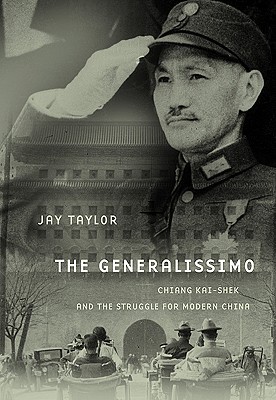 JAY TAYLOR
THE GENERALISSIMO
CHIANG KAI-SHEK
AND THE STRUGGLE FOR MODERN CHINA